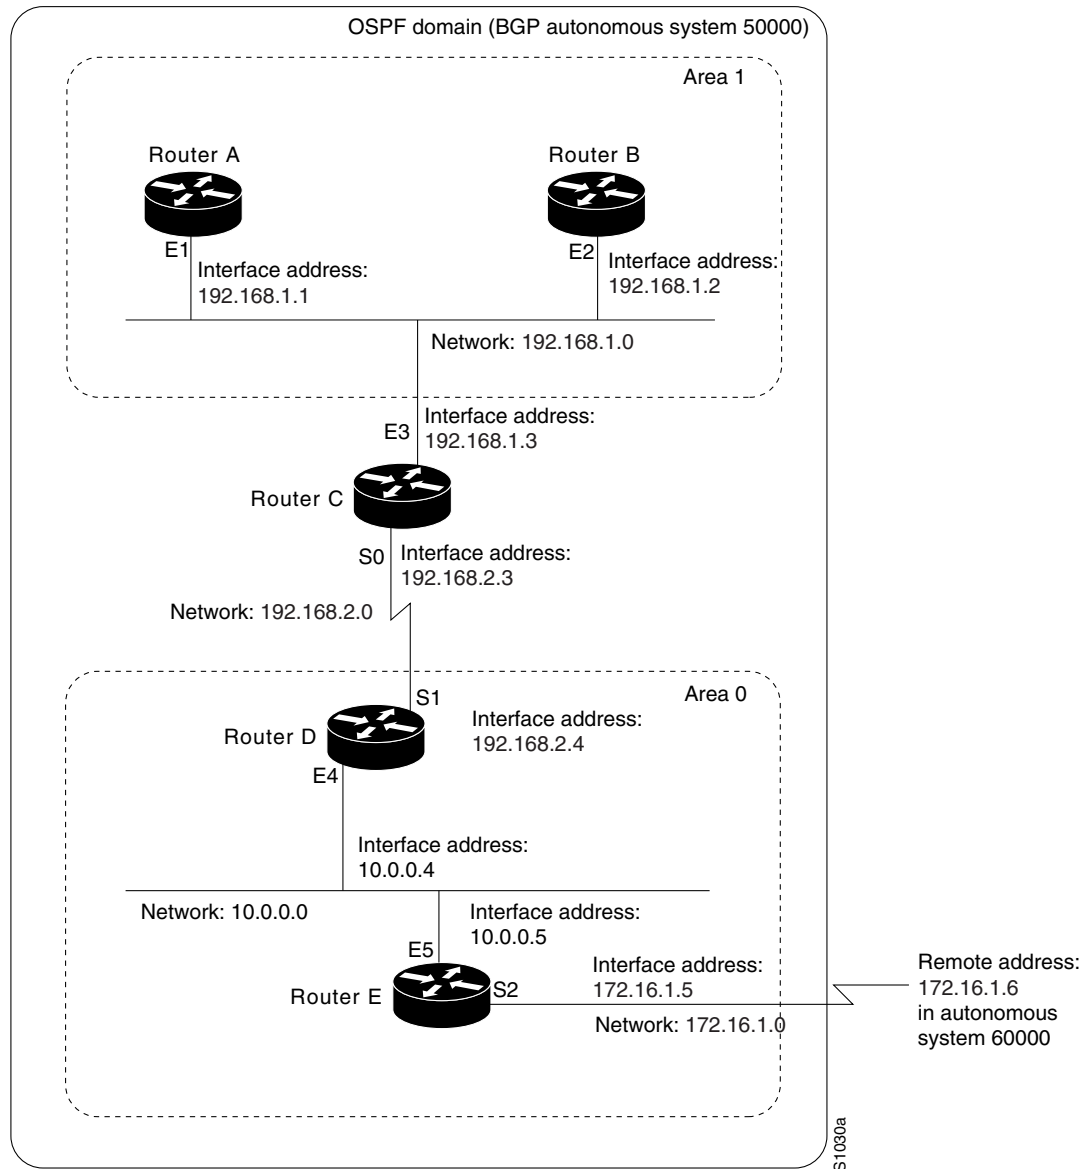 OSPF domain (BGP autonomous system 50000)
Area 1
Router A
Router B
E1
Interface address:
192.168.1.1
E2
Interface address:
192.168.1.2
Network: 192.168.1.0
E3
Interface address:
192.168.1.3
Router C
S0
Interface address:
192.168.2.3
Network: 192.168.2.0
Area 0
S1
Router D
Interface address:
192.168.2.4
E4
Interface address:
10.0.0.4
Network: 10.0.0.0
Interface address:
10.0.0.5
E5
Router E
S2
Interface address:
172.16.1.5
Network: 172.16.1.0
Remote address:
172.16.1.6
in autonomous
system 60000
S1030a